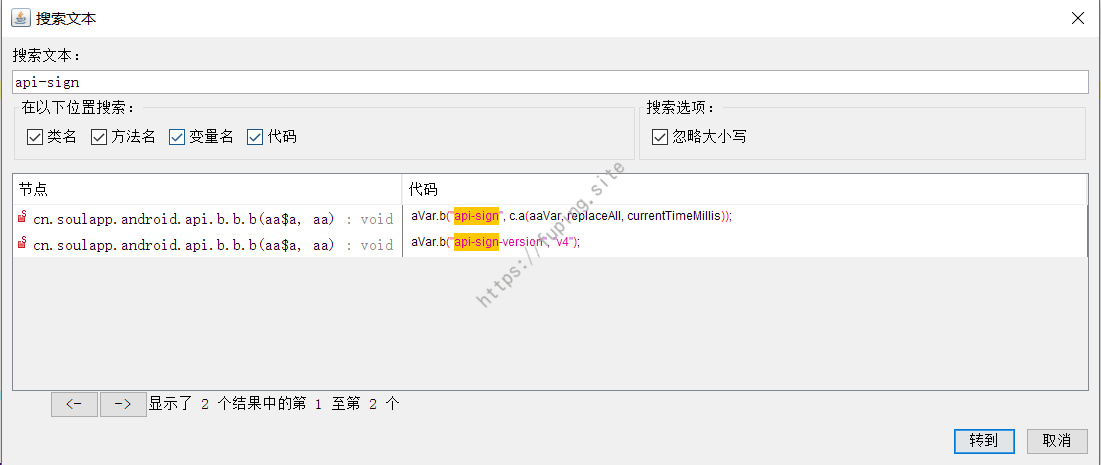 搜索文本
搜索文本：
api-sign
在以下位置搜索： 搜索选项：
类名 方法名 变量名 代码 忽略大小写
节点 代码
cn.soulapp.android.api.b.b.b(aa$a, aa) : void aVar.b("api-sign", c.a(aaVar, replaceAll, currentTimeMillis));
cn.soulapp.android.api.b.b.b(aa$a, aa) : void aVar.b("api-sign-version", "v4");
https://fuping.site
<- -> 显示了 2 个结果中的第 1 至第 2 个
转到 取消